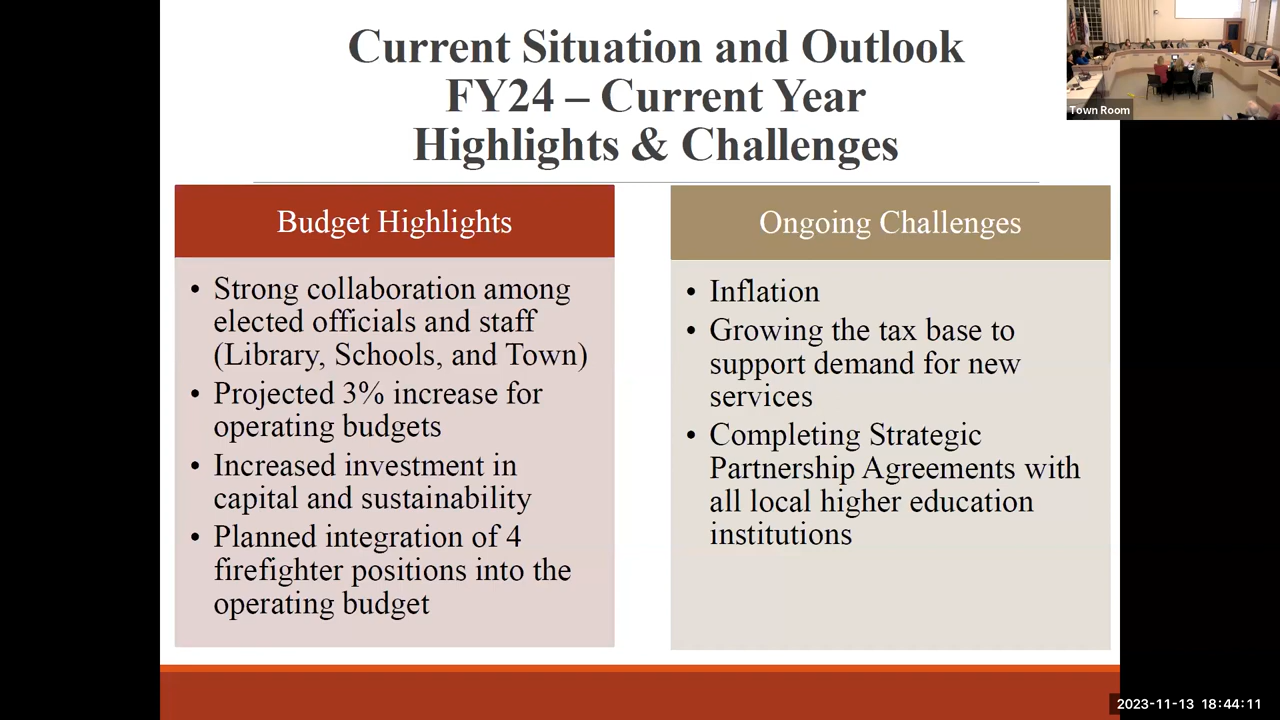 Current Situation and Outlook
FY24 – Current Year
Highlights & Challenges
Town Room
Budget Highlights
• Strong collaboration among
elected officials and staff
(Library, Schools, and Town)
• Projected 3% increase for
operating budgets
• Increased investment in
capital and sustainability
• Planned integration of 4
firefighter positions into the
operating budget
Ongoing Challenges
• Inflation
• Growing the tax base to
support demand for new
services
• Completing Strategic
Partnership Agreements with
all local higher education
institutions
2023-11-13 18:44:11